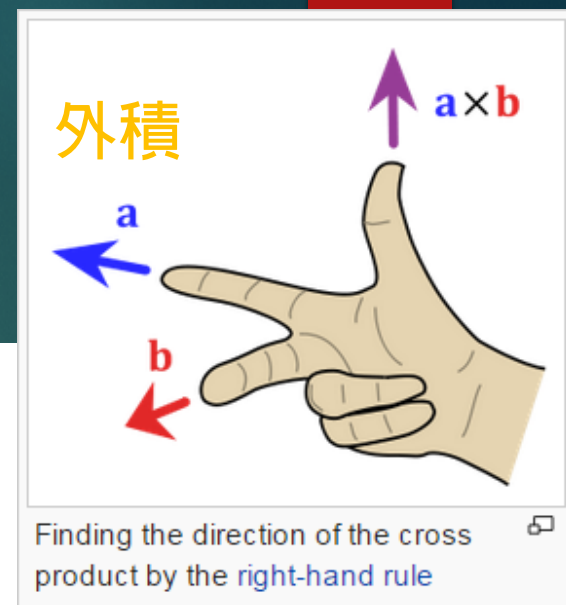 外積
a×b
a
b
Finding the direction of the cross
product by the right-hand rule